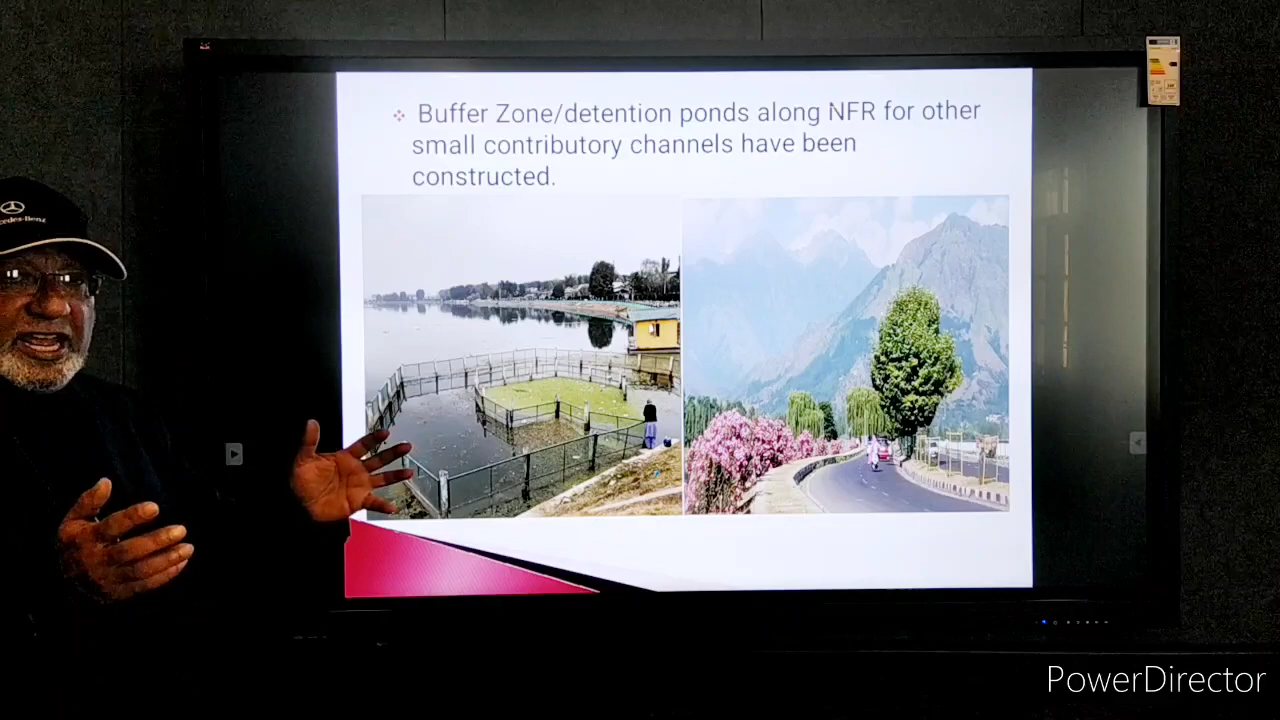 ❖ Buffer Zone/detention ponds along NFR for other
small contributory channels have been
constructed.
PowerDirector